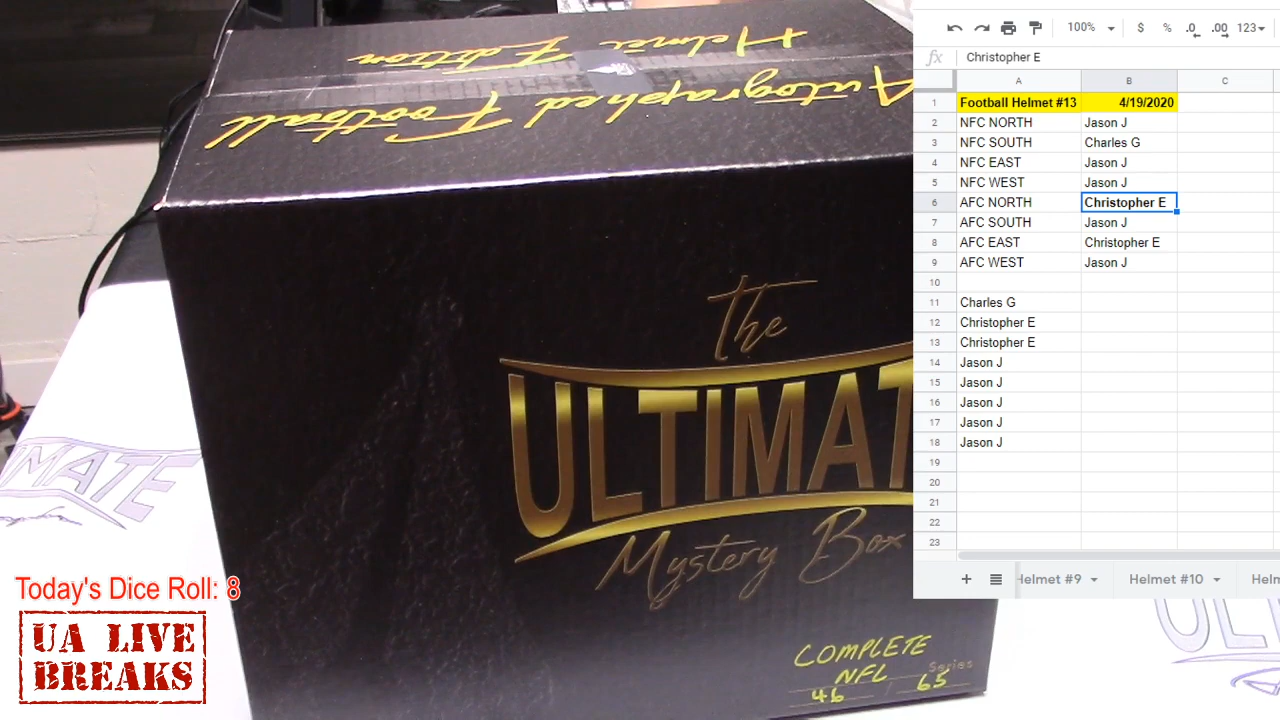 Autographed Football
Helmet Edition
The
ULTIMAT
Mystery Box
COMPLETE
NFL
Series
46 / 65
MATE
Today's Dice Roll: 8
UA LIVE
BREAKS
100%
$ % .0 .00 123
fx Christopher E
A B C
1 Football Helmet #13 4/19/2020
2 NFC NORTH Jason J
3 NFC SOUTH Charles G
4 NFC EAST Jason J
5 NFC WEST Jason J
6 AFC NORTH Christopher E
7 AFC SOUTH Jason J
8 AFC EAST Christopher E
9 AFC WEST Jason J
10
11 Charles G
12 Christopher E
13 Christopher E
14 Jason J
15 Jason J
16 Jason J
17 Jason J
18 Jason J
19
20
21
22
23
+ Helmet #9 Helmet #10 Helm